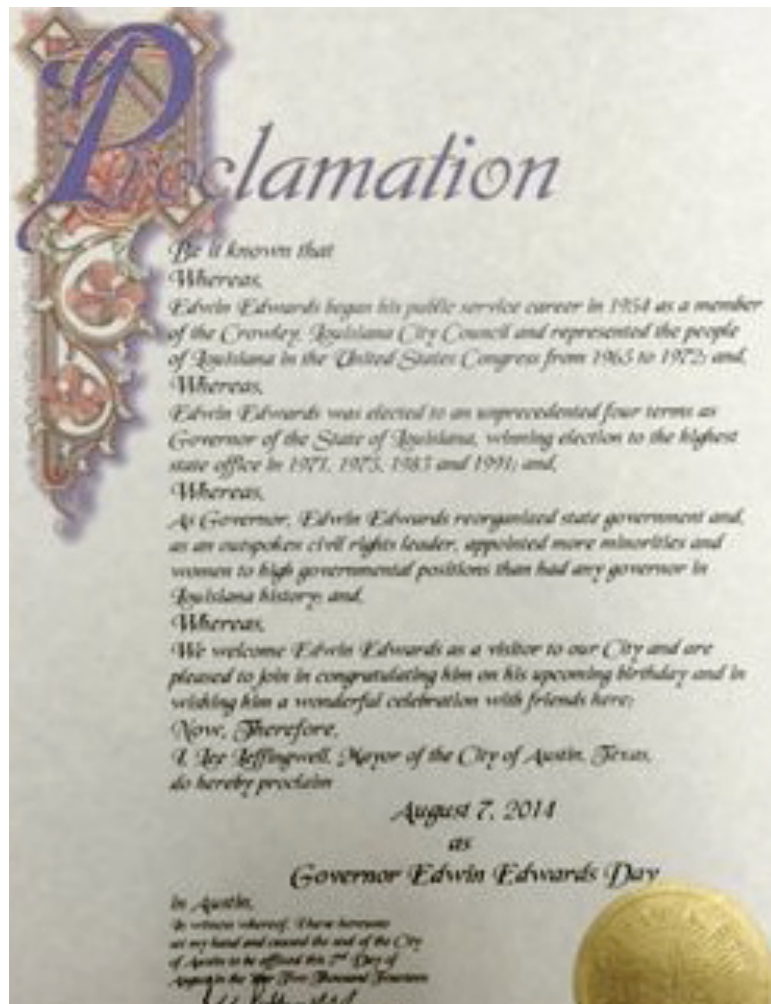 Proclamation
Be it known that
Whereas,
Edwin Edwards began his public service career in 1954 as a member
of the Crowley, Louisiana City Council and represented the people
of Louisiana in the United States Congress from 1965 to 1972; and,
Whereas,
Edwin Edwards was elected to an unprecedented four terms as
Governor of the State of Louisiana, winning election to the highest
state office in 1971, 1975, 1983 and 1991; and,
Whereas,
As Governor, Edwin Edwards reorganized state government and,
as an outspoken civil rights leader, appointed more minorities and
women to high governmental positions than had any governor in
Louisiana history; and,
Whereas,
We welcome Edwin Edwards as a visitor to our City and are
pleased to join in congratulating him on his upcoming birthday and in
wishing him a wonderful celebration with friends here;
Now, Therefore,
I, Lee Leffingwell, Mayor of the City of Austin, Texas,
do hereby proclaim
August 7, 2014
as
Governor Edwin Edwards Day
in Austin.
In witness whereof, I have hereunto
set my hand and caused the seal of the City
of Austin to be affixed this Day of
August in the Year Two Thousand Fourteen